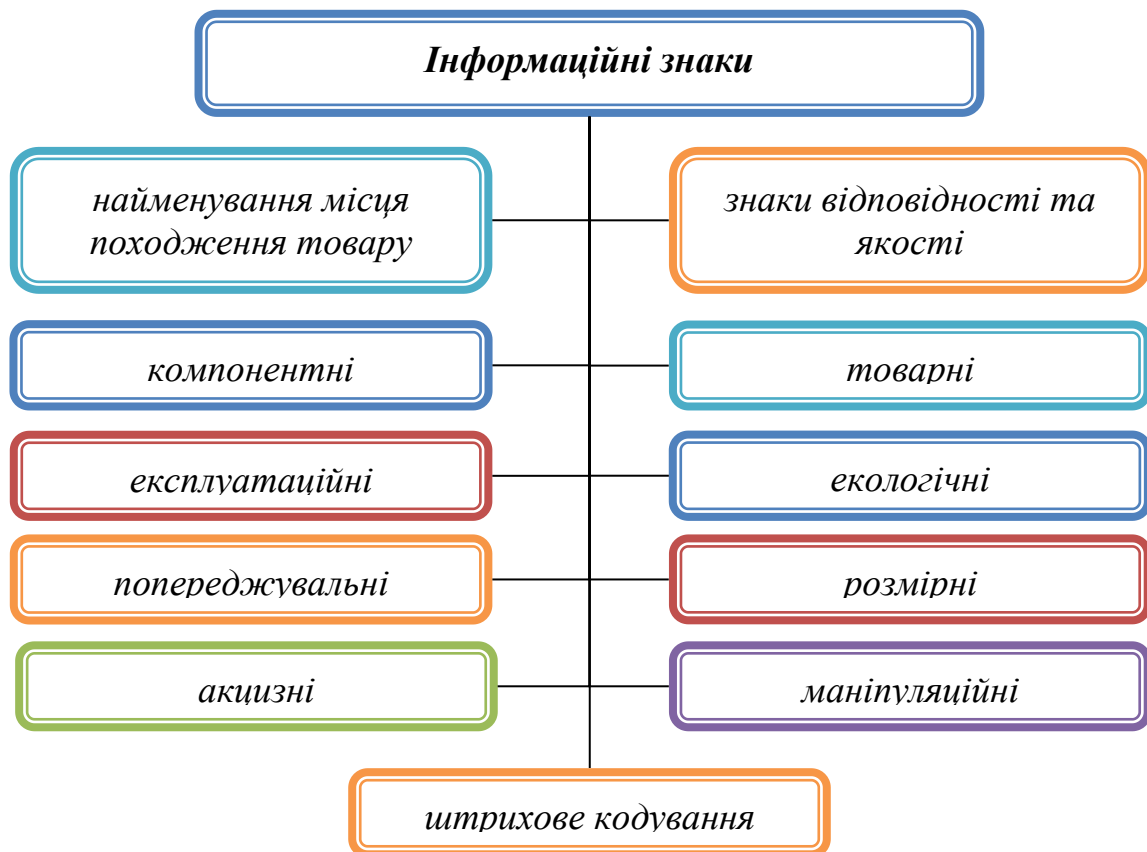 Інформаційні знаки
найменування місця
походження товару
знаки відповідності та
якості
компонентні
товарні
експлуатаційні
екологічні
попереджувальні
розмірні
акцизні
маніпуляційні
штрихове кодування